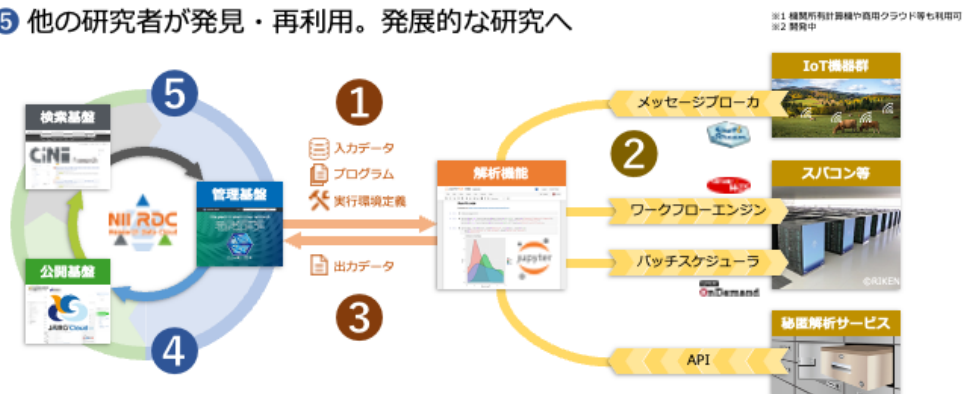 ⑤ 他の研究者が発見・再利用。発展的な研究へ
※1 機関所有計算機や商用クラウド等も利用可
※2 開発中
⑤
検索基盤
CiNii
Research
NII RDC
Research Data Cloud
管理基盤
公開基盤
JAIRO Cloud
④
①
入力データ
プログラム
実行環境定義
出力データ
③
解析機能
jupyter
②
メッセージブローカ
IoT機器群
ワークフローエンジン
スパコン等
バッチスケジューラ
OnDemand
©RIKEN
API
秘匿解析サービス